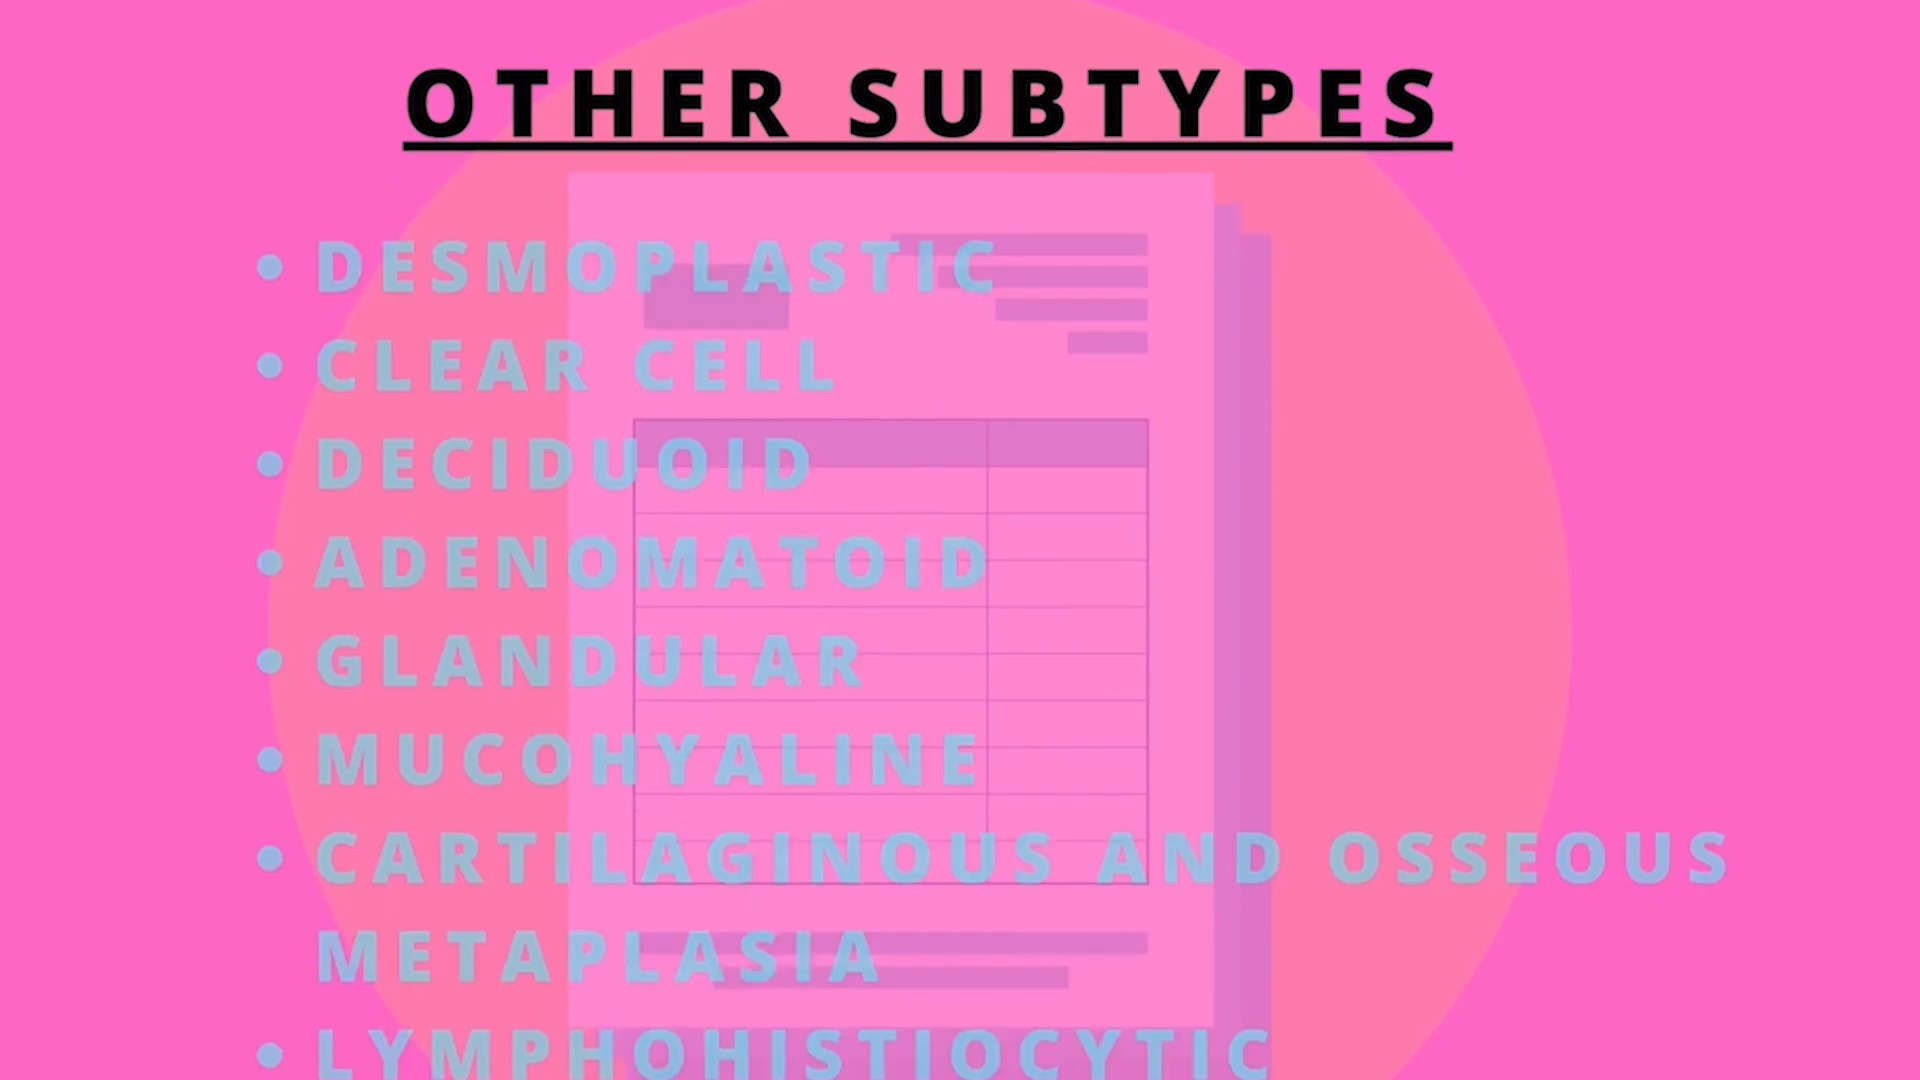 OTHER SUBTYPES
• DESMOPLASTIC
• CLEAR CELL
• DECIDUOID
• ADENOMATOID
• GLANDULAR
• MUCOHYALINE
• CARTILAGINOUS AND OSSEOUS
METAPLASIA
• LYMPHOHISTIOCYTIC